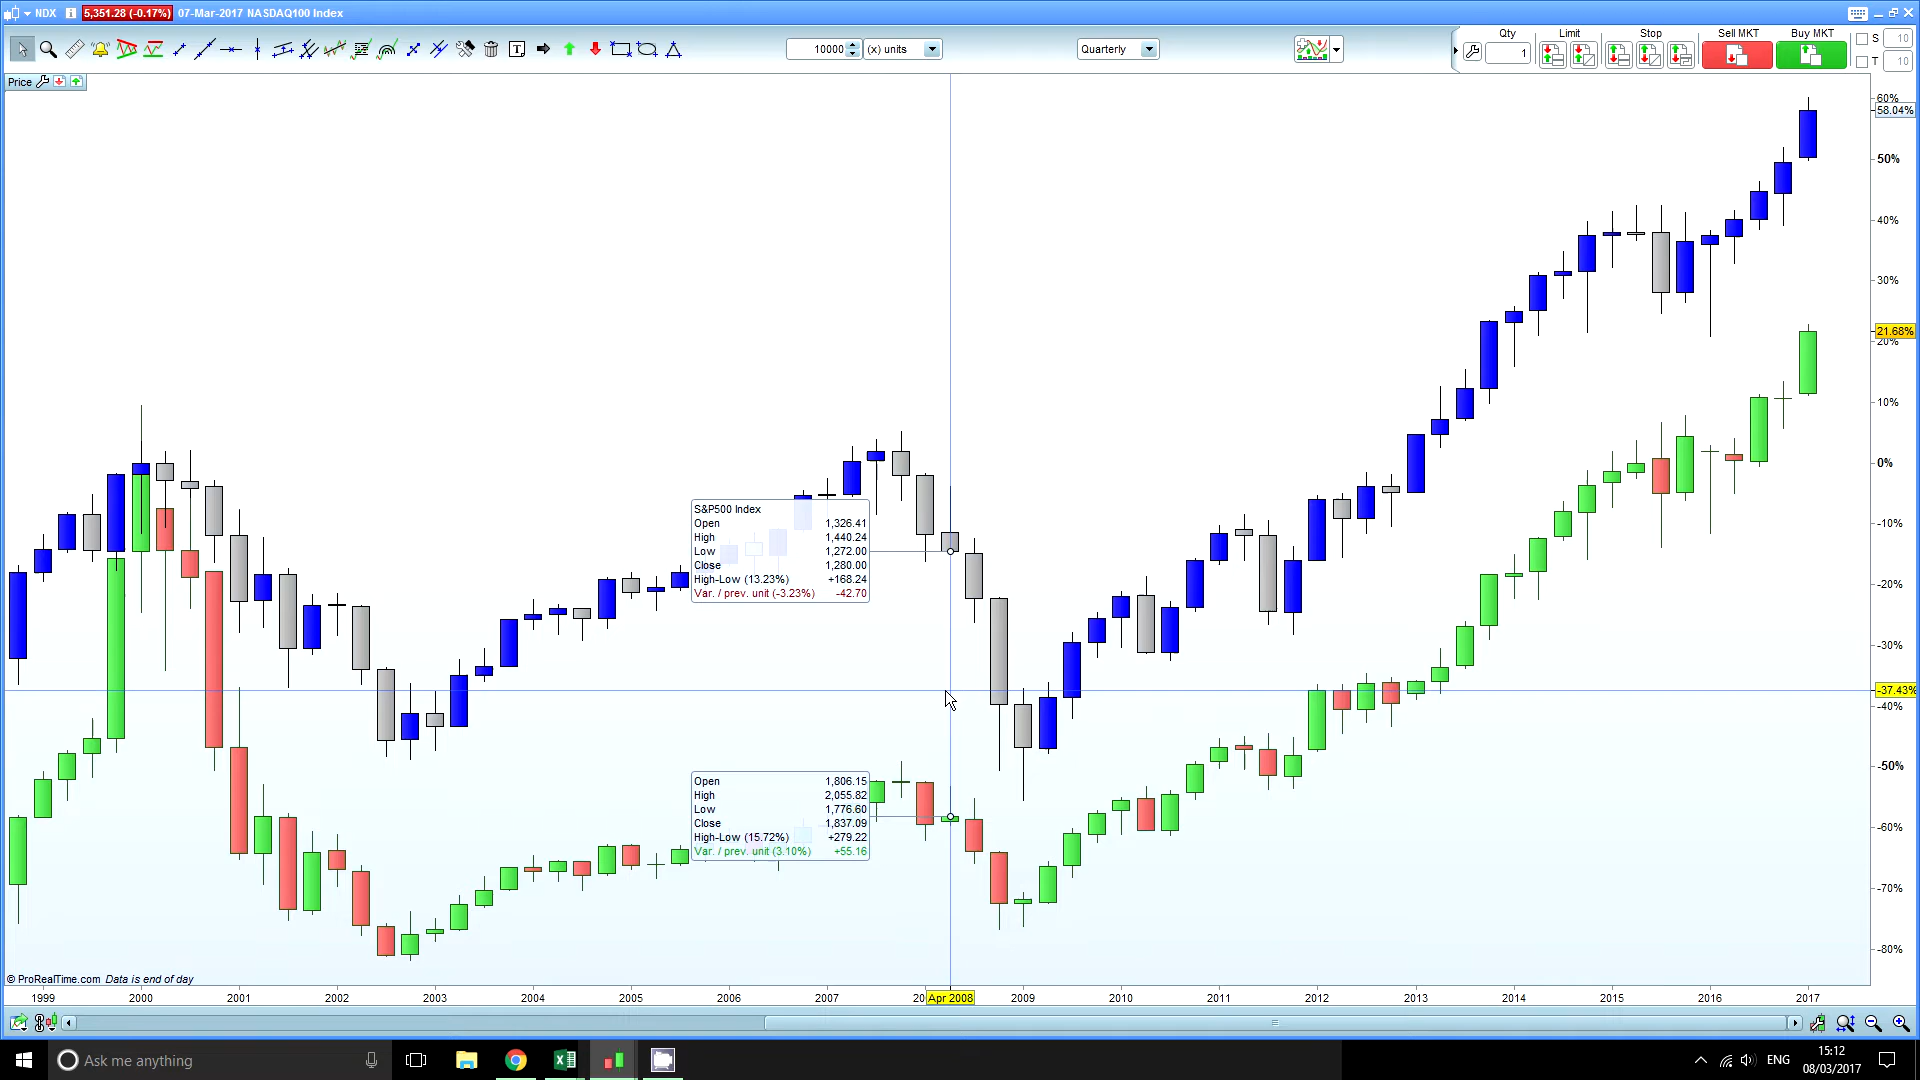 NDX 5,351.28 (-0.17%) 07-Mar-2017 NASDAQ100 Index
T
10000 (x) units
Quarterly
Qty Limit Stop Sell MKT Buy MKT S 10
1
T 10
Price
60%
58.04%
50%
40%
30%
21.68%
20%
10%
0%
-10%
-20%
-30%
-37.43%
-40%
-50%
-60%
-70%
-80%
S&P500 Index
Open 1,326.41
High 1,440.24
Low 1,272.00
Close 1,280.00
High-Low (13.23%) +168.24
Var. / prev. unit (-3.23%) -42.70
Open 1,806.15
High 2,055.82
Low 1,776.60
Close 1,837.09
High-Low (15.72%) +279.22
Var. / prev. unit (3.10%) +55.16
© ProRealTime.com Data is end of day
1999 2000 2001 2002 2003 2004 2005 2006 2007 20 Apr 2008 2009 2010 2011 2012 2013 2014 2015 2016 2017
Ask me anything
ENG
15:12
08/03/2017